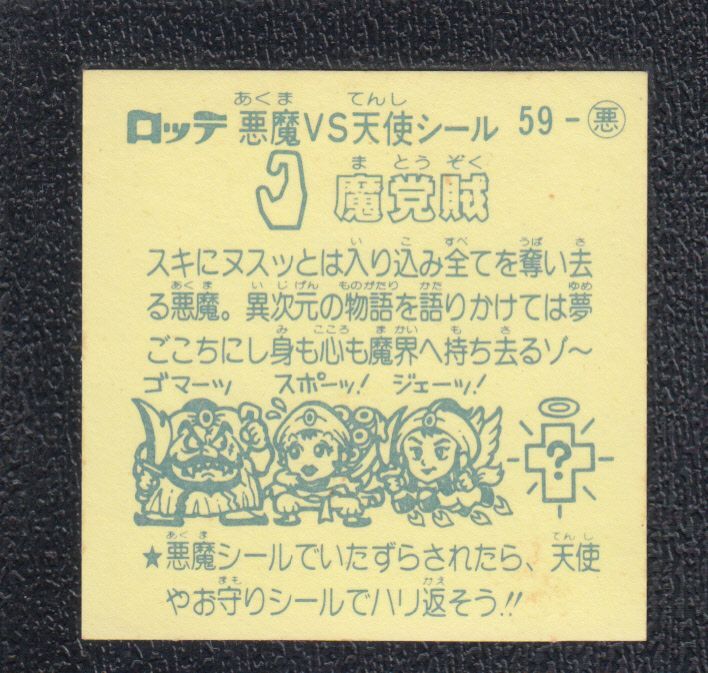 ロッテ 悪魔VS天使シール 59-悪
あくま てんし
魔党賊
ま とう ぞく
スキにヌスッとは入り込み全てを奪い去
い こ すべ うば さ
る悪魔。異次元の物語を語りかけては夢
あくま いじげん ものがたり かた ゆめ
ごこちにし身も心も魔界へ持ち去るゾ〜
み こころ まかい も さ
ゴマーッ スポーッ! ジェーッ!
?
★悪魔シールでいたずらされたら、天使
あくま てんし
やお守りシールでハリ返そう!!
まも かえ